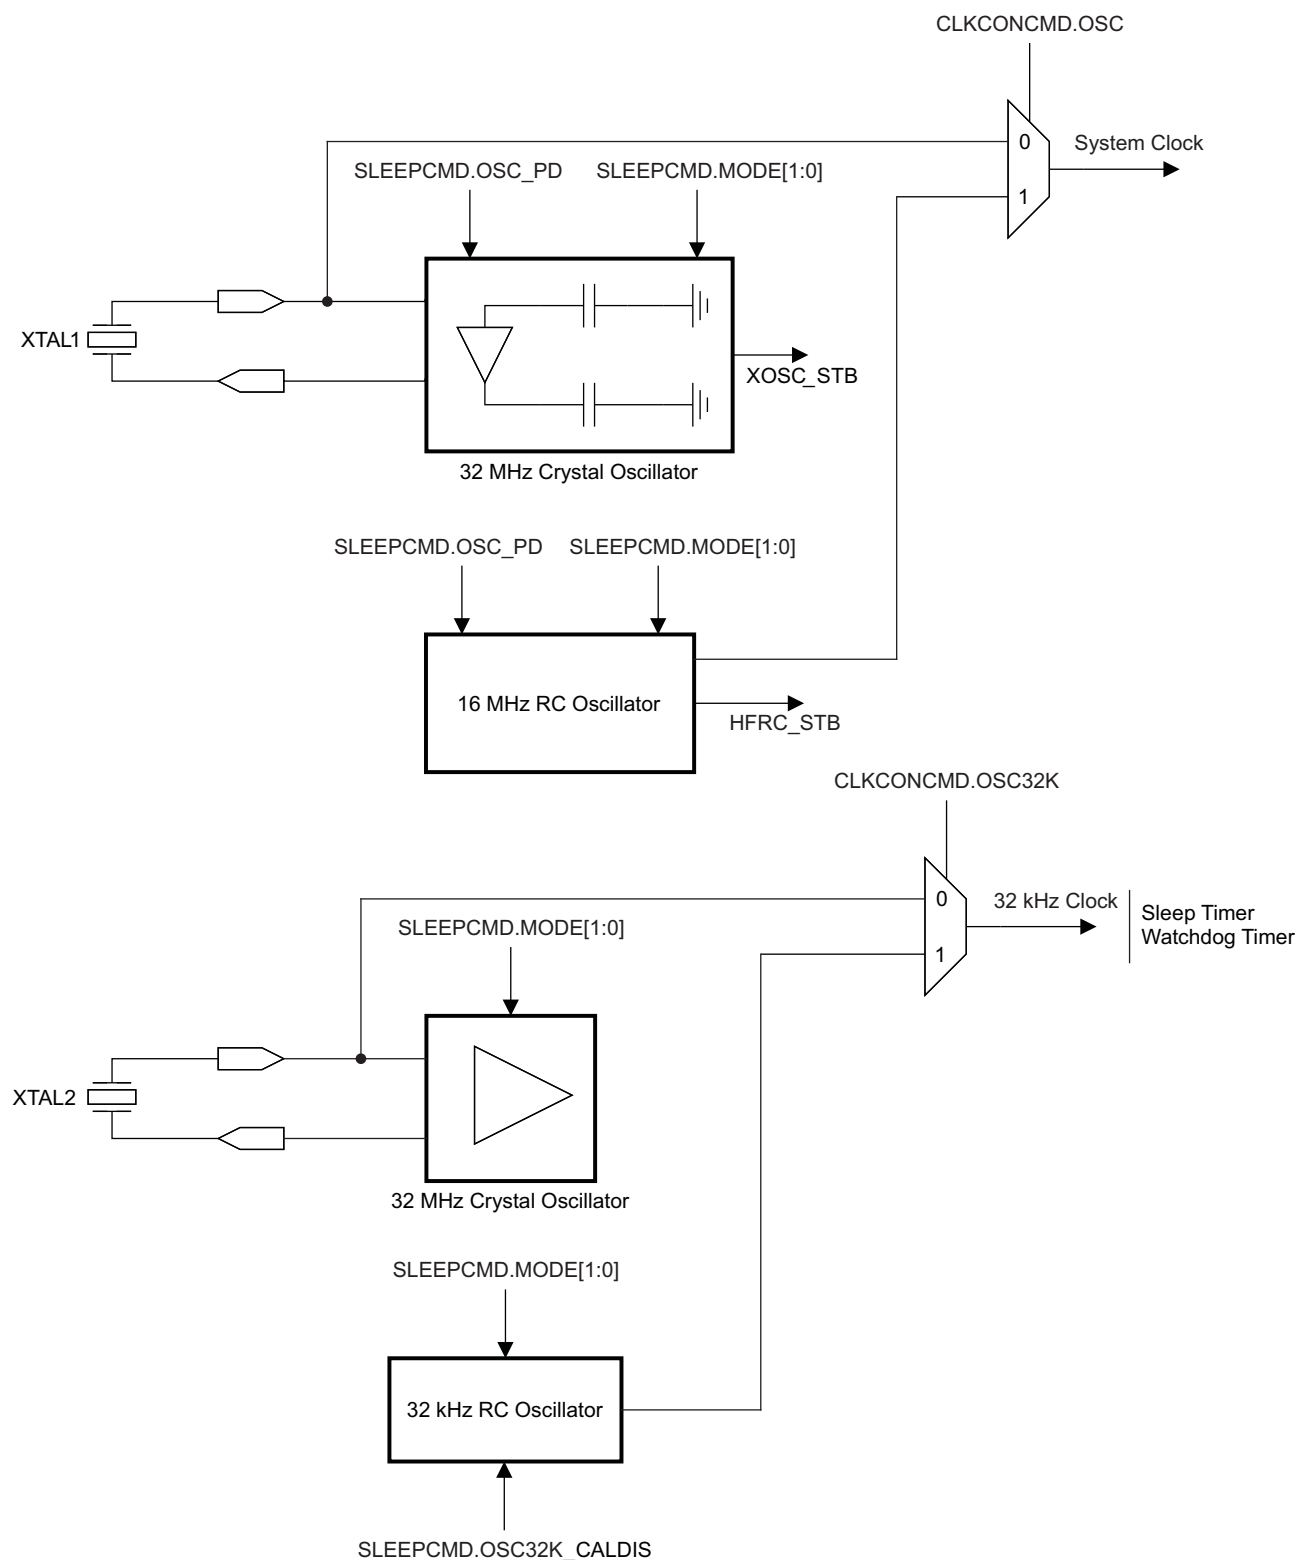 CLKCONCMD.OSC
0
System Clock
1
SLEEPCMD.OSC_PD
SLEEPCMD.MODE[1:0]
XTAL1
XOSC_STB
32 MHz Crystal Oscillator
SLEEPCMD.OSC_PD
SLEEPCMD.MODE[1:0]
16 MHz RC Oscillator
HFRC_STB
CLKCONCMD.OSC32K
0
32 kHz Clock
Sleep Timer
Watchdog Timer
1
SLEEPCMD.MODE[1:0]
XTAL2
32 MHz Crystal Oscillator
SLEEPCMD.MODE[1:0]
32 kHz RC Oscillator
SLEEPCMD.OSC32K_CALDIS